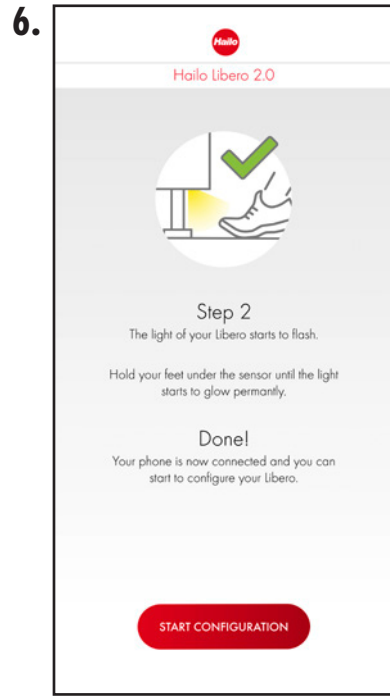 6.
Hailo
Hailo Libero 2.0
Step 2
The light of your Libero starts to flash.
Hold your feet under the sensor until the light
starts to glow permantly.
Done!
Your phone is now connected and you can
start to configure your Libero.
START CONFIGURATION